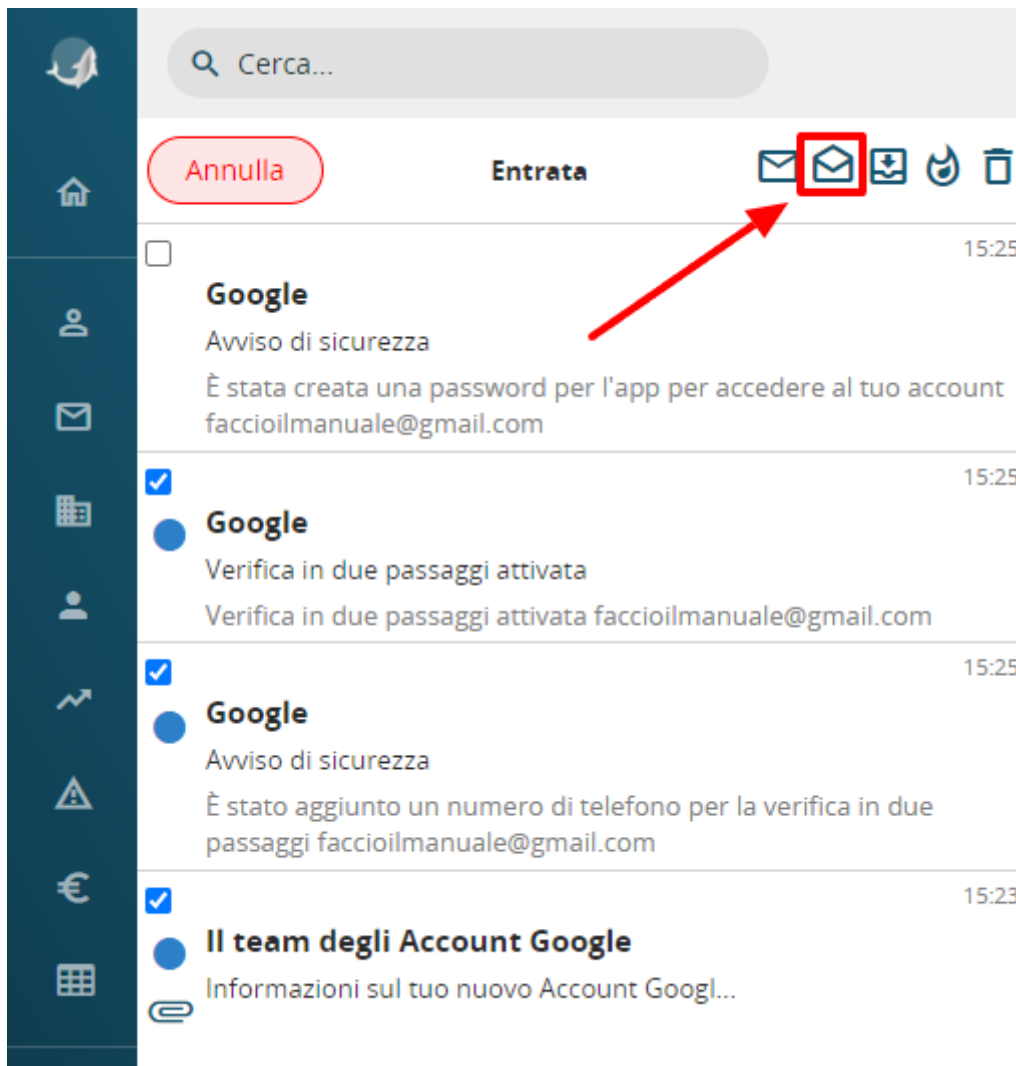 Cerca...
Annulla
Entrata
15:25
Google
Avviso di sicurezza
È stata creata una password per l'app per accedere al tuo account
faccioilmanuale@gmail.com
15:25
Google
Verifica in due passaggi attivata
Verifica in due passaggi attivata faccioilmanuale@gmail.com
15:25
Google
Avviso di sicurezza
È stato aggiunto un numero di telefono per la verifica in due
passaggi faccioilmanuale@gmail.com
15:23
Il team degli Account Google
Informazioni sul tuo nuovo Account Googl...